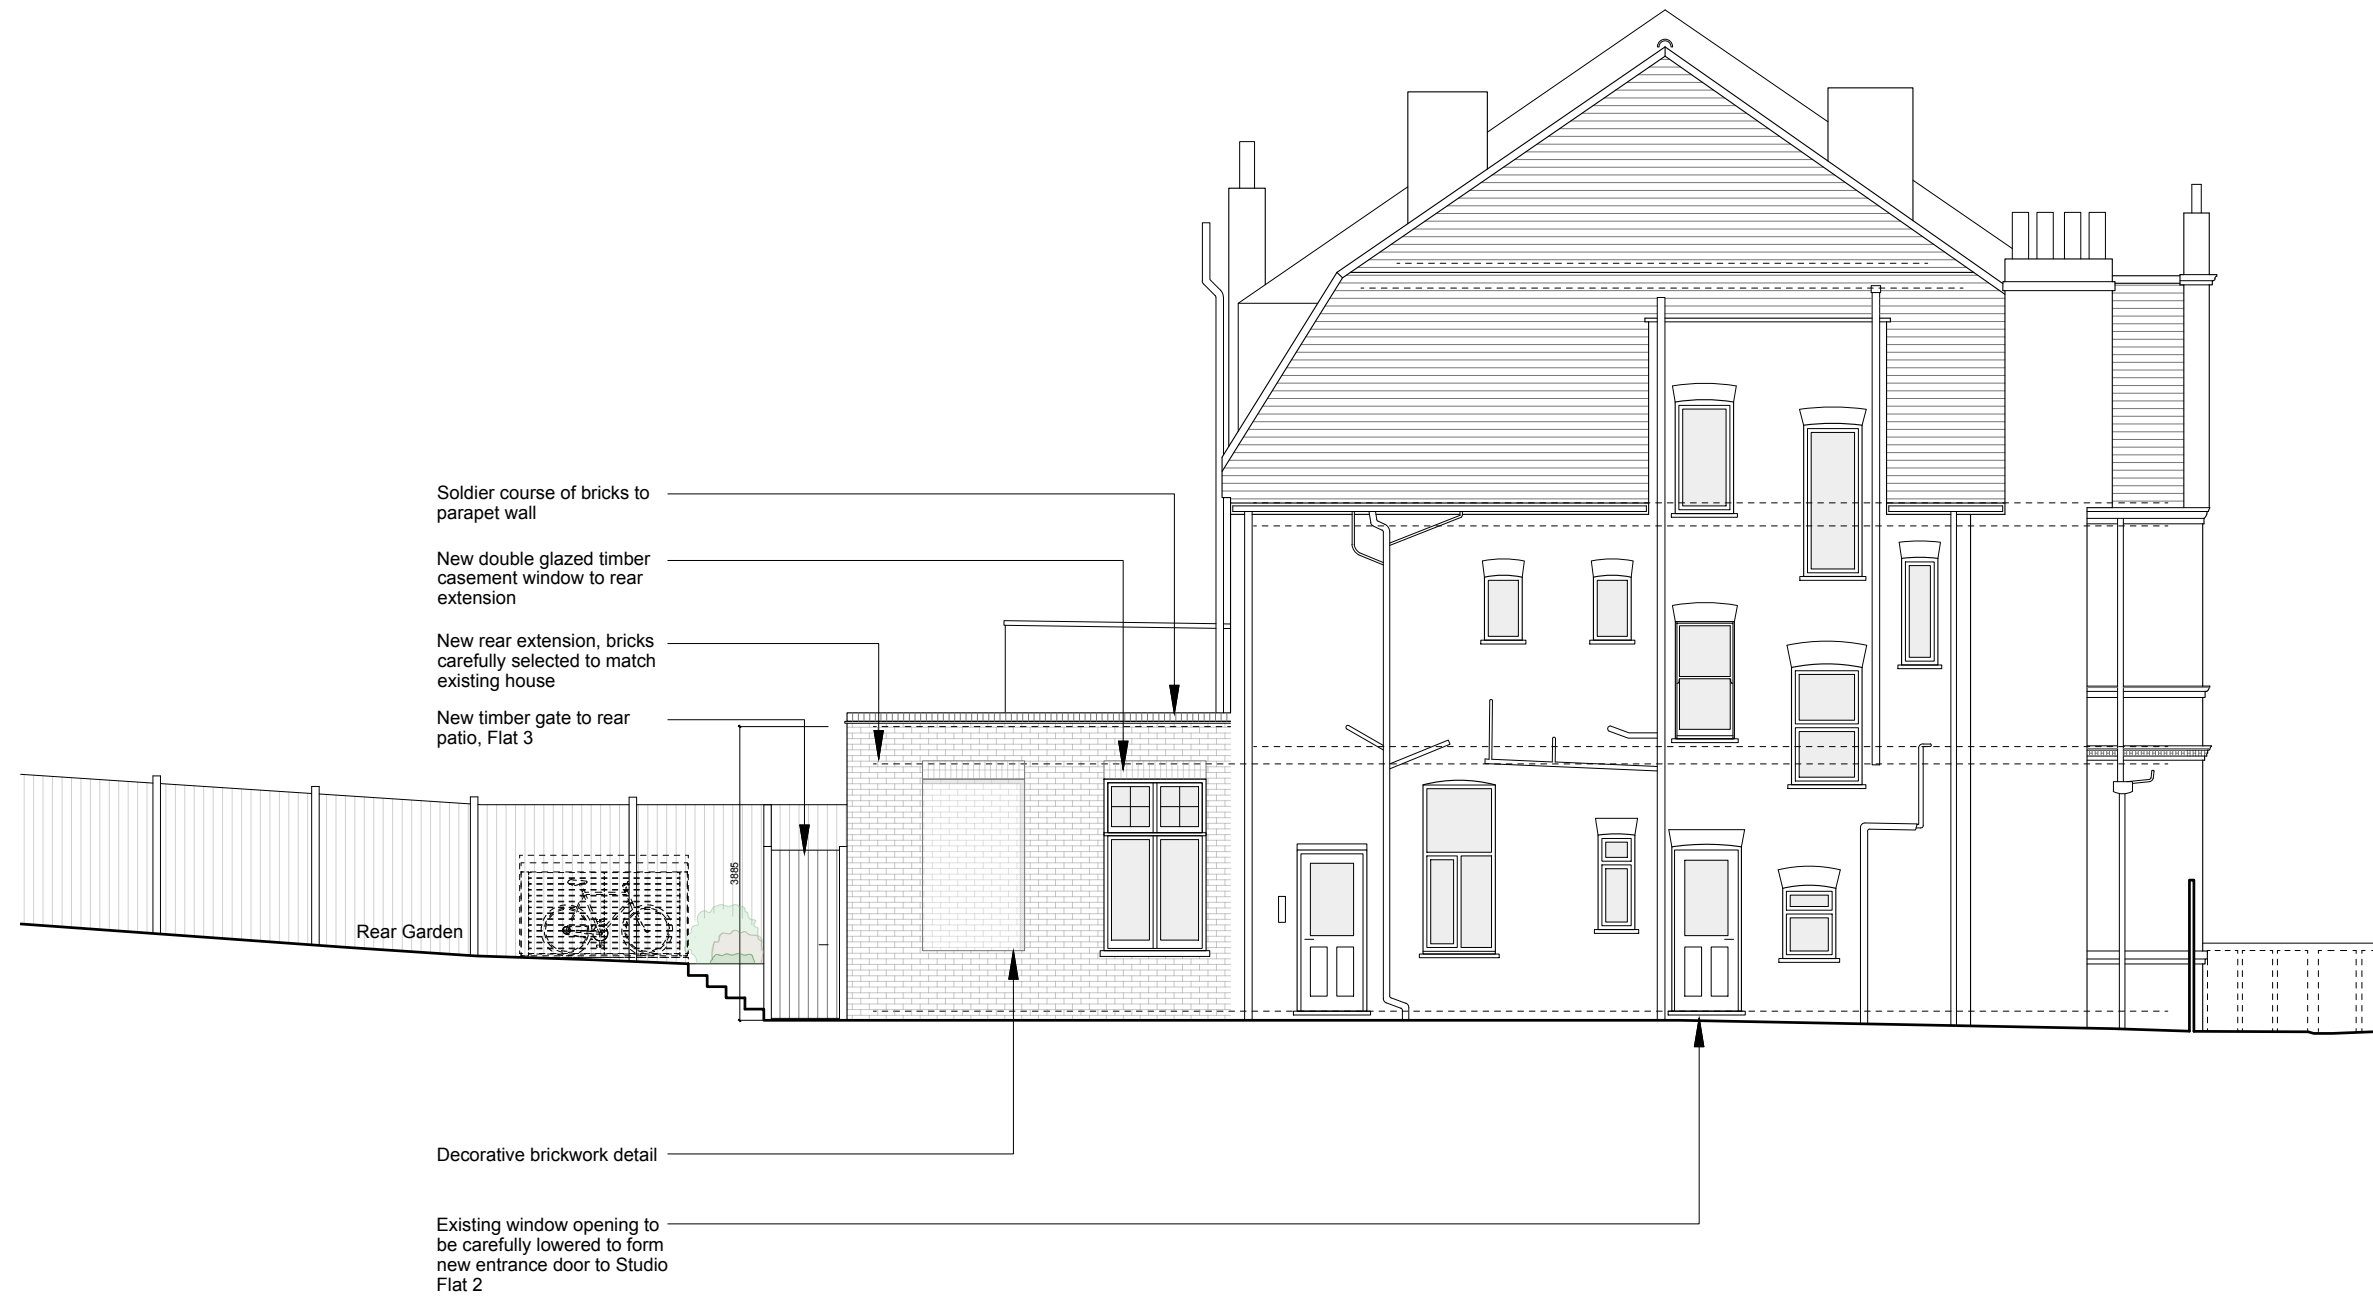 Soldier course of bricks to
parapet wall
New double glazed timber
casement window to rear
extension
New rear extension, bricks
carefully selected to match
existing house
New timber gate to rear
patio, Flat 3
3885
Rear Garden
Decorative brickwork detail
Existing window opening to
be carefully lowered to form
new entrance door to Studio
Flat 2